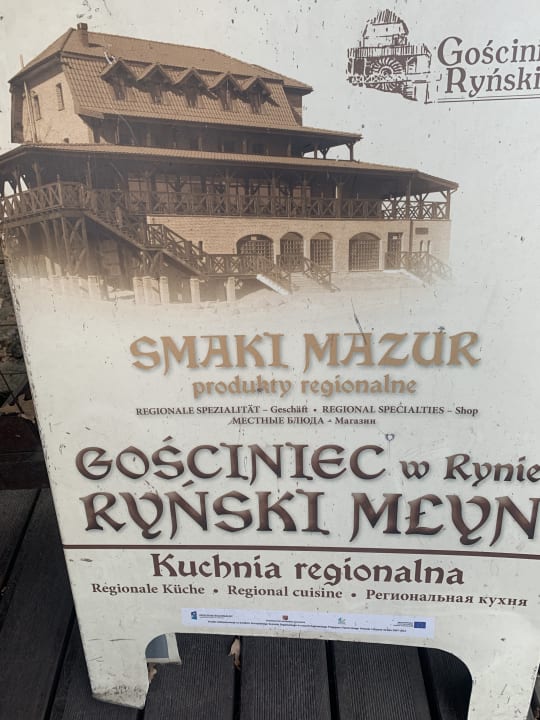 Gościni
Ryński
SMAKI MAZUR
produkty regionalne
REGIONALE SPEZIALITÄT – Geschäft • REGIONAL SPECIALTIES – Shop
МЕСТНЫЕ БЛЮДА - Магазин
GOŚCINIEC w Rynie
RYŃSKI MŁYN
Kuchnia regionalna
Regionale Küche • Regional cuisine • Региональная кухня